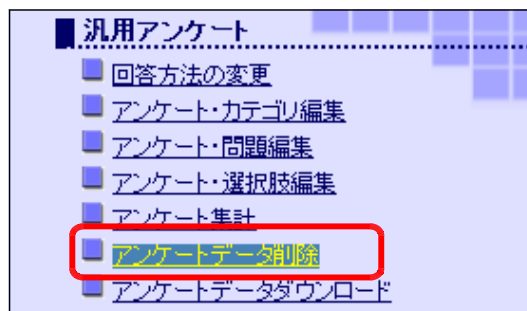 汎用アンケート
回答方法の変更
アンケート・カテゴリ編集
アンケート・問題編集
アンケート・選択肢編集
アンケート集計
アンケートデータ削除
アンケートデータダウンロード